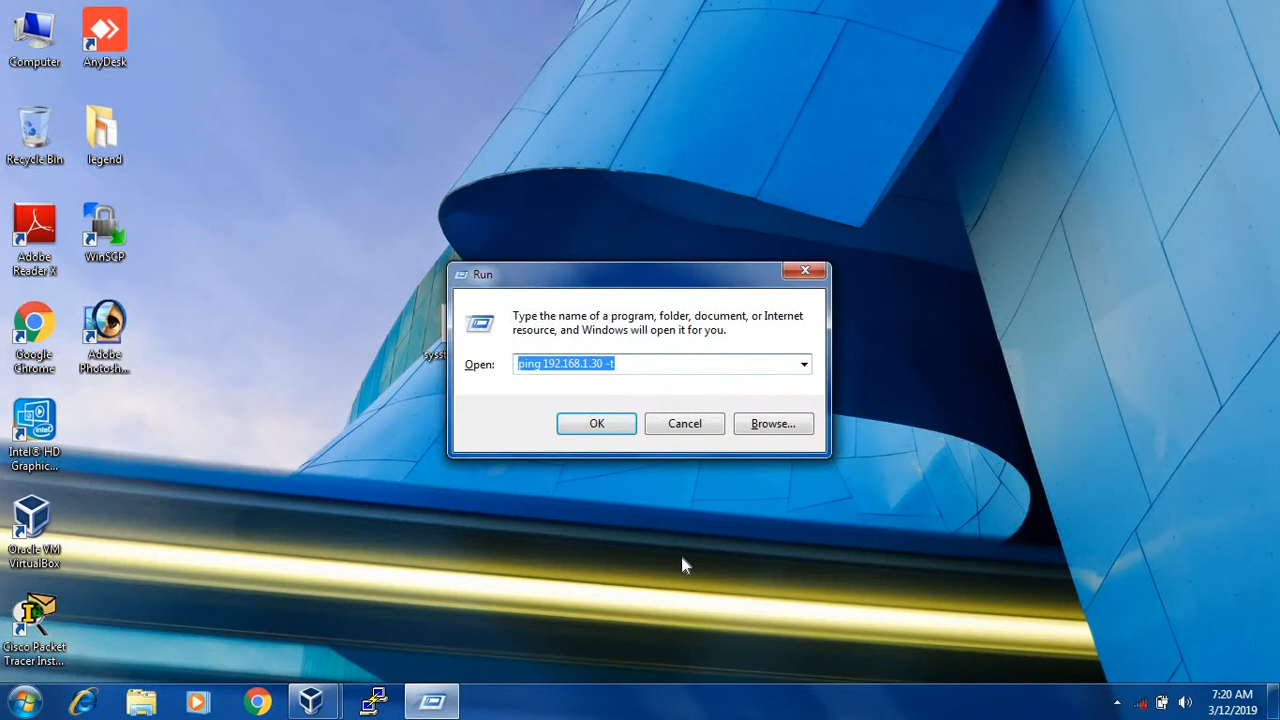 Computer
AnyDesk
Recycle Bin
legend
Adobe
Reader X
WinSCP
Google
Chrome
Adobe
Photosh...
Intel® HD
Graphic...
Oracle VM
VirtualBox
Cisco Packet
Tracer Inst...
syst
Run
Type the name of a program, folder, document, or Internet
resource, and Windows will open it for you.
Open:
ping 192.168.1.30 -t
OK
Cancel
Browse...
7:20 AM
3/12/2019